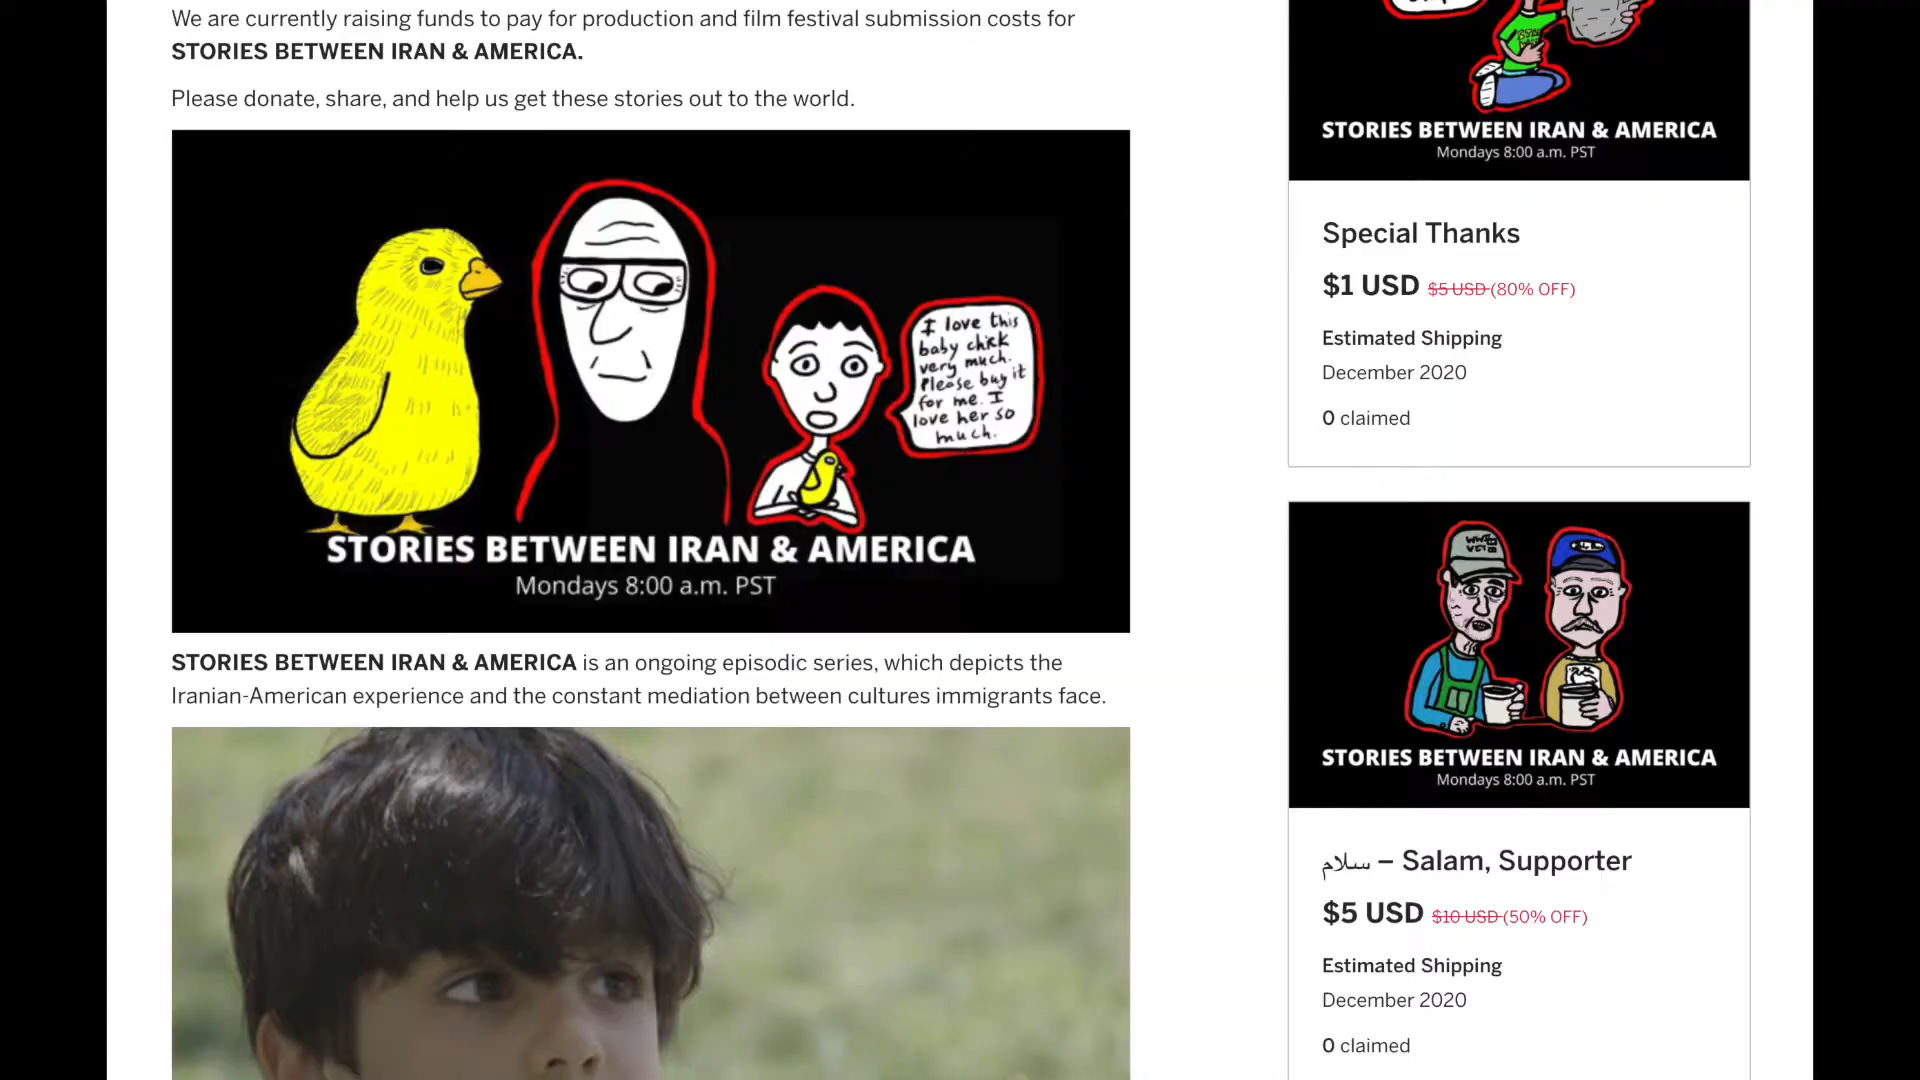 We are currently raising funds to pay for production and film festival submission costs for
STORIES BETWEEN IRAN & AMERICA.
Please donate, share, and help us get these stories out to the world.
I love this
baby chick
very much.
Please buy it
for me. I
love her so
much.
STORIES BETWEEN IRAN & AMERICA
Mondays 8:00 a.m. PST
STORIES BETWEEN IRAN & AMERICA is an ongoing episodic series, which depicts the
Iranian-American experience and the constant mediation between cultures immigrants face.
STORIES BETWEEN IRAN & AMERICA
Mondays 8:00 a.m. PST
Special Thanks
$1 USD $5 USD (80% OFF)
Estimated Shipping
December 2020
0 claimed
STORIES BETWEEN IRAN & AMERICA
Mondays 8:00 a.m. PST
سلام – Salam, Supporter
$5 USD $10 USD (50% OFF)
Estimated Shipping
December 2020
0 claimed